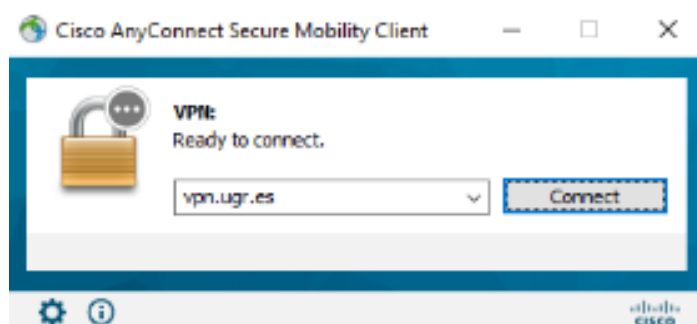 Cisco AnyConnect Secure Mobility Client
VPN:
Ready to connect.
vpn.ugr.es
Connect
CISCO